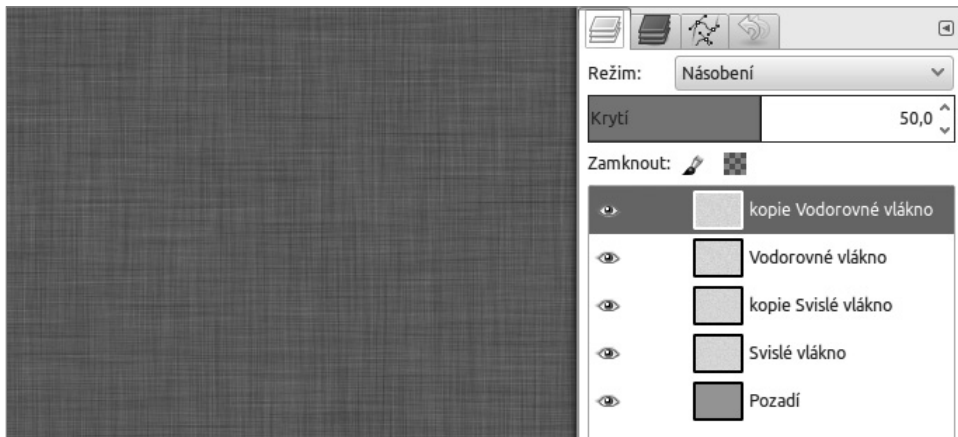 Režim: Násobení
Krytí 50,0
Zamknout:
kopie Vodorovné vlákno
Vodorovné vlákno
kopie Svislé vlákno
Svislé vlákno
Pozadí